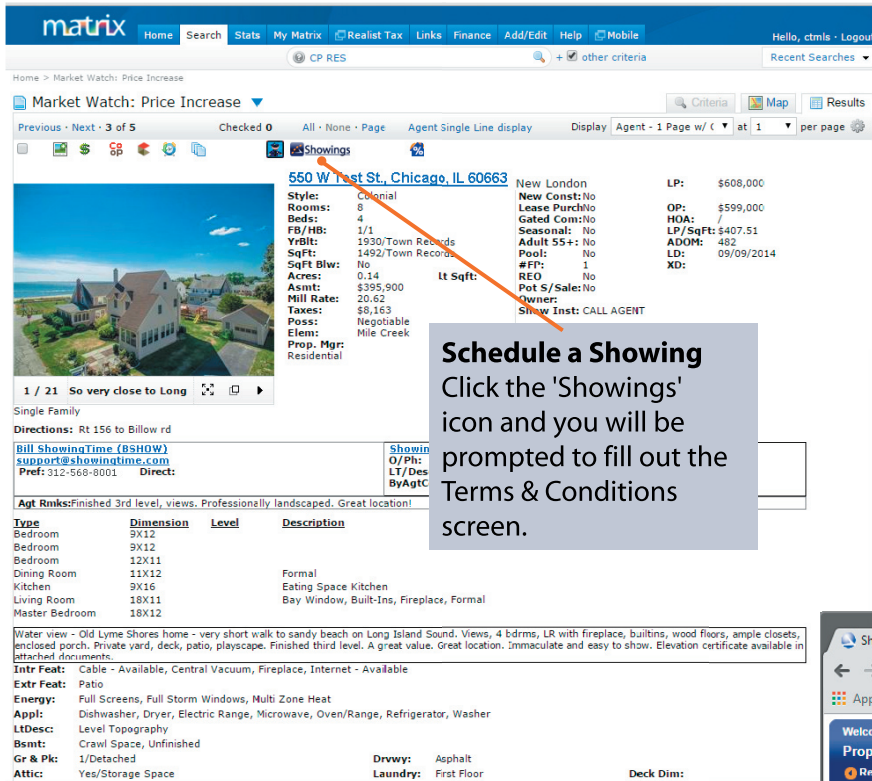 matrix
Home Search Stats My Matrix Realist Tax Links Finance Add/Edit Help Mobile
Hello, ctmls · Logout
CP RES + other criteria Recent Searches
Home > Market Watch: Price Increase
Market Watch: Price Increase Criteria Map Results
Previous · Next · 3 of 5 Checked 0 All · None · Page Agent Single Line display Display Agent - 1 Page w/ ( at 1 per page
$ Showings %
550 W Test St., Chicago, IL 60663 New London LP: $608,000
Style: Colonial New Const: No
Rooms: 8 Lease Purch No OP: $599,000
Beds: 4 Gated Com: No HOA: /
FB/HB: 1/1 Seasonal: No LP/SqFt: $407.51
YrBlt: 1930/Town Records Adult 55+: No ADOM: 482
SqFt: 1492/Town Records Pool: No LD: 09/09/2014
SqFt Blw: No #FP: 1 XD:
Acres: 0.14 Lt Sqft: REO No
Asmt: $395,900 Pot S/Sale: No
Mill Rate: 20.62 Owner:
Taxes: $8,163 Show Inst: CALL AGENT
Poss: Negotiable
Elem: Mile Creek
Prop. Mgr:
Residential
Schedule a Showing
Click the 'Showings'
icon and you will be
prompted to fill out the
Terms & Conditions
screen.
1 / 21 So very close to Long
Single Family
Directions: Rt 156 to Billow rd
Bill ShowingTime (BSHOW) Showin
support@showingtime.com O/Ph:
Pref: 312-568-8001 Direct: LT/Des
ByAgtC
Agt Rmks:Finished 3rd level, views. Professionally landscaped. Great location!
Type Dimension Level Description
Bedroom 9X12
Bedroom 9X12
Bedroom 12X11
Dining Room 11X12 Formal
Kitchen 9X16 Eating Space Kitchen
Living Room 18X11 Bay Window, Built-Ins, Fireplace, Formal
Master Bedroom 18X12
Water view - Old Lyme Shores home - very short walk to sandy beach on Long Island Sound. Views, 4 bdrms, LR with fireplace, builtins, wood floors, ample closets,
enclosed porch. Private yard, deck, patio, playscape. Finished third level. A great value. Great location. Immaculate and easy to show. Elevation certificate available in
attached documents.
Intr Feat: Cable - Available, Central Vacuum, Fireplace, Internet - Available
Extr Feat: Patio
Energy: Full Screens, Full Storm Windows, Multi Zone Heat
Appl: Dishwasher, Dryer, Electric Range, Microwave, Oven/Range, Refrigerator, Washer
LtDesc: Level Topography
Bsmt: Crawl Space, Unfinished
Gr & Pk: 1/Detached Drvwy: Asphalt
Attic: Yes/Storage Space Laundry: First Floor Deck Dim:
Sh
App
Welco
Prop
Re